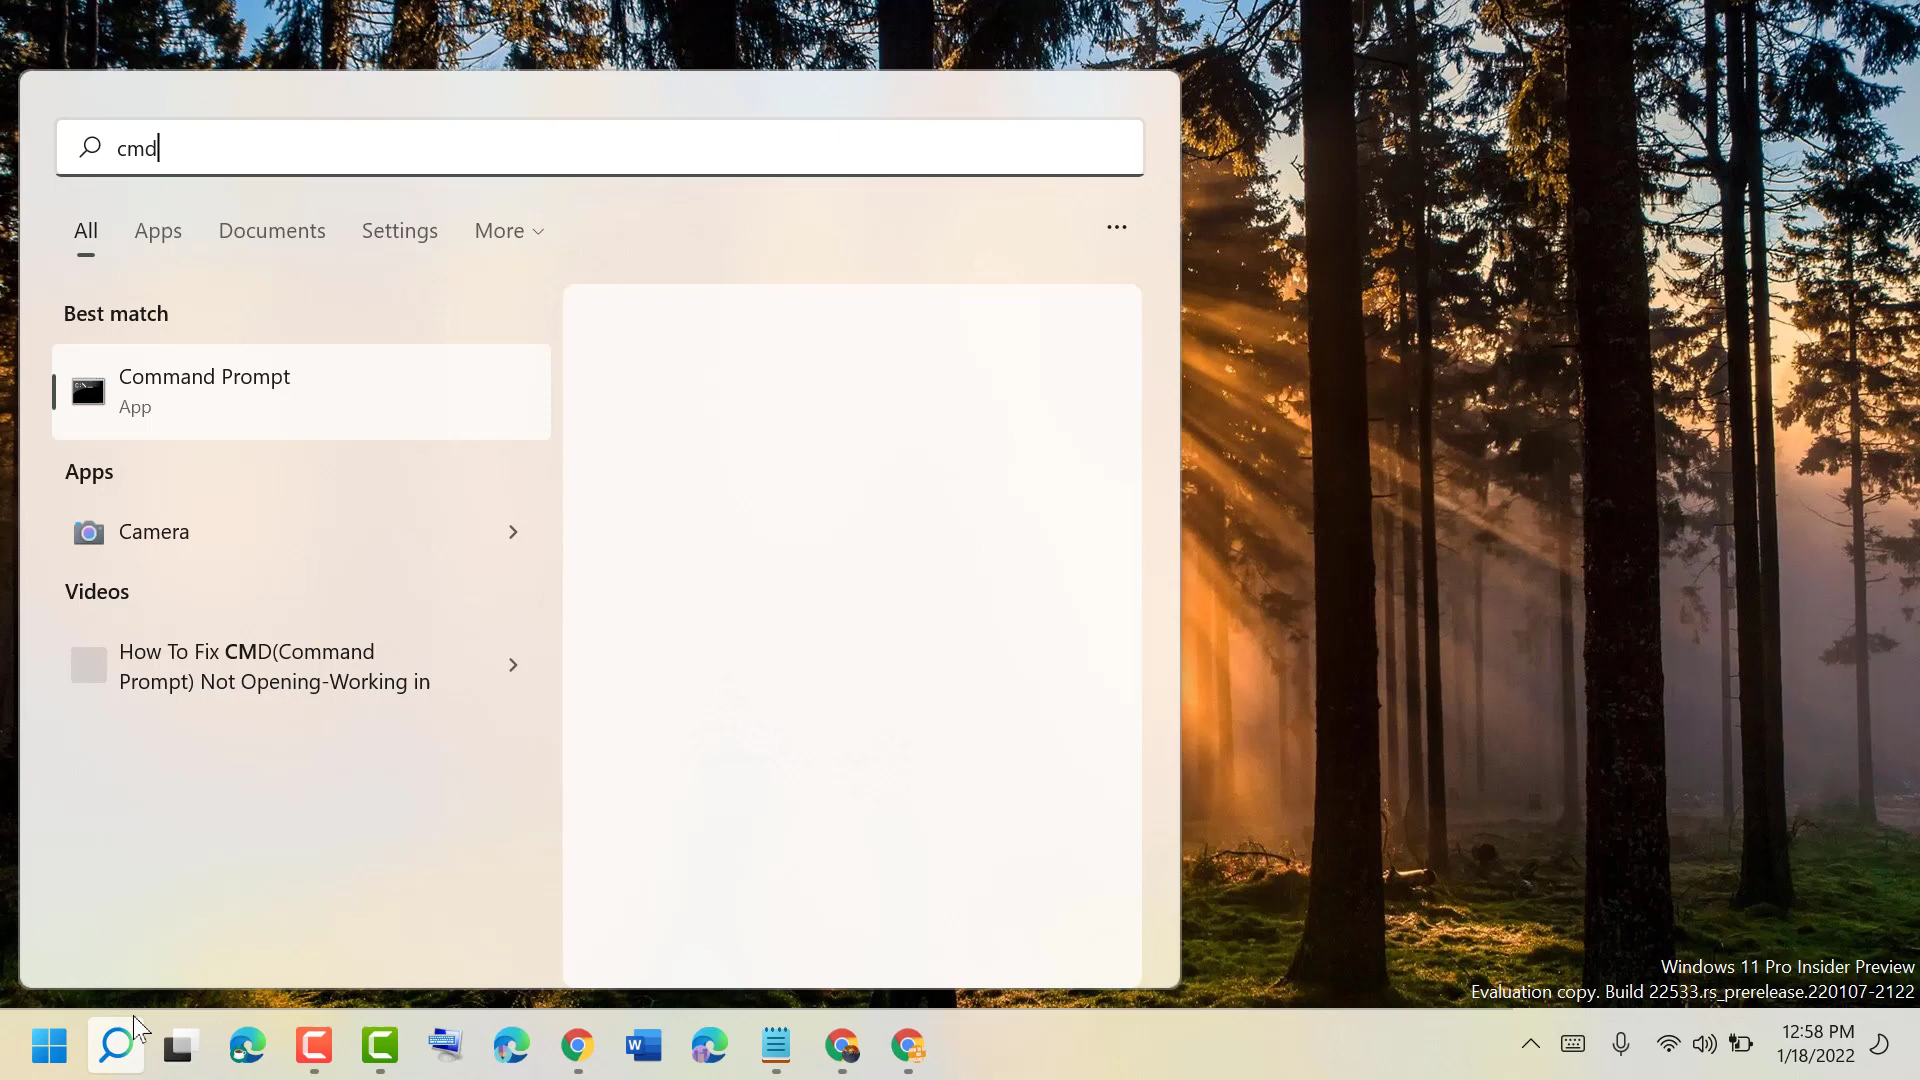 cmd
All Apps Documents Settings More ...
Best match
Command Prompt
App
Apps
Camera
Videos
How To Fix CMD(Command
Prompt) Not Opening-Working in
Windows 11 Pro Insider Preview
Evaluation copy. Build 22533.rs_prerelease.220107-2122
12:58 PM
1/18/2022